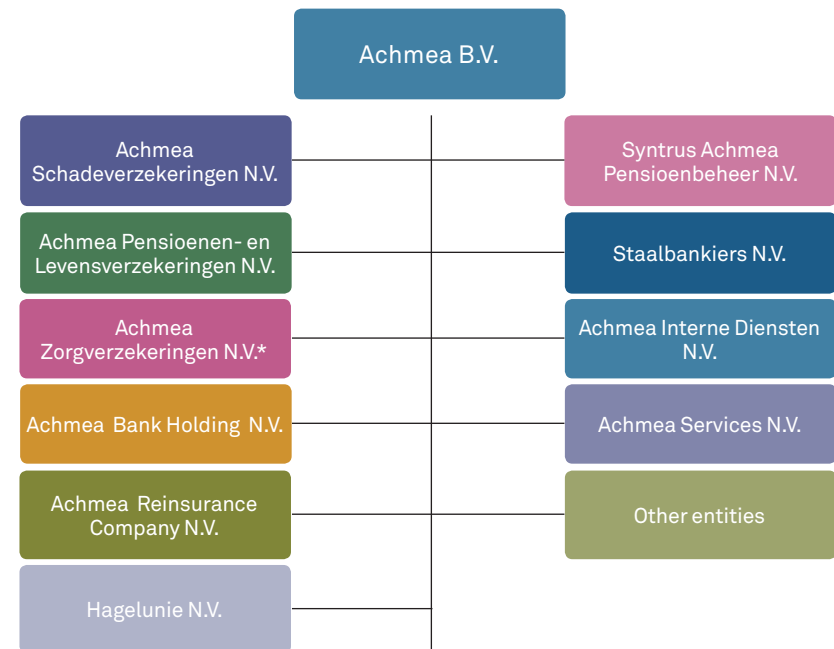 Achmea B.V.
Achmea
Schadeverzekeringen N.V.
Syntrus Achmea
Pensioenbeheer N.V.
Achmea Pensioenen- en
Levensverzekeringen N.V.
Staalbankiers N.V.
Achmea
Zorgverzekeringen N.V.*
Achmea Interne Diensten
N.V.
Achmea Bank Holding N.V.
Achmea Services N.V.
Achmea Reinsurance
Company N.V.
Other entities
Hagelunie N.V.